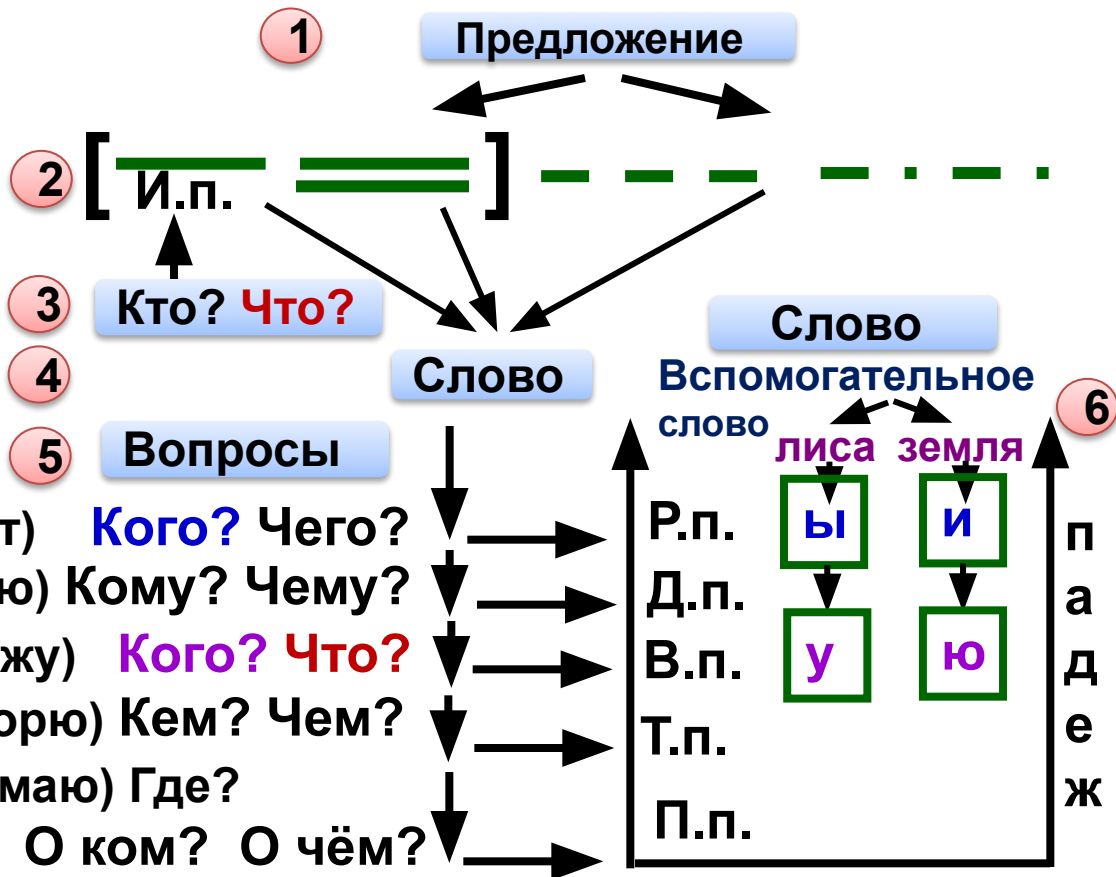 1 Предложение
2 [ ] И.п.
3 Кто? Что?
4 Слово
Слово
Вспомогательное
слово
6
лиса земля
5 Вопросы
т) Кого? Чего?
Р.п. ы и
ю) Кому? Чему?
Д.п.
жу) Кого? Что?
В.п. у ю
орю) Кем? Чем?
Т.п.
маю) Где?
П.п.
О ком? О чём?
падеж